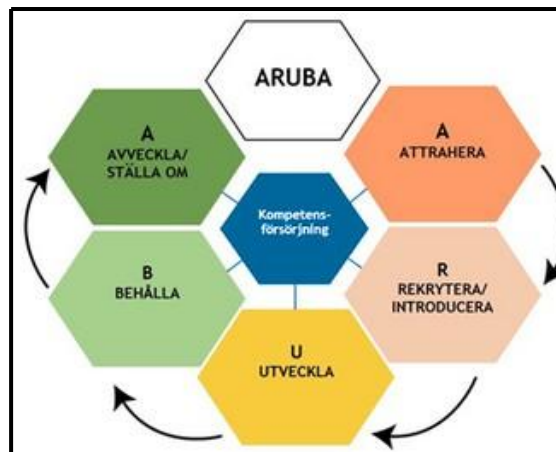 ARUBA
A
ATTRAHERA
R
REKRYTERA/
INTRODUCERA
U
UTVECKLA
B
BEHÅLLA
A
AVVECKLA/
STÄLLA OM
Kompetens-
försörjning